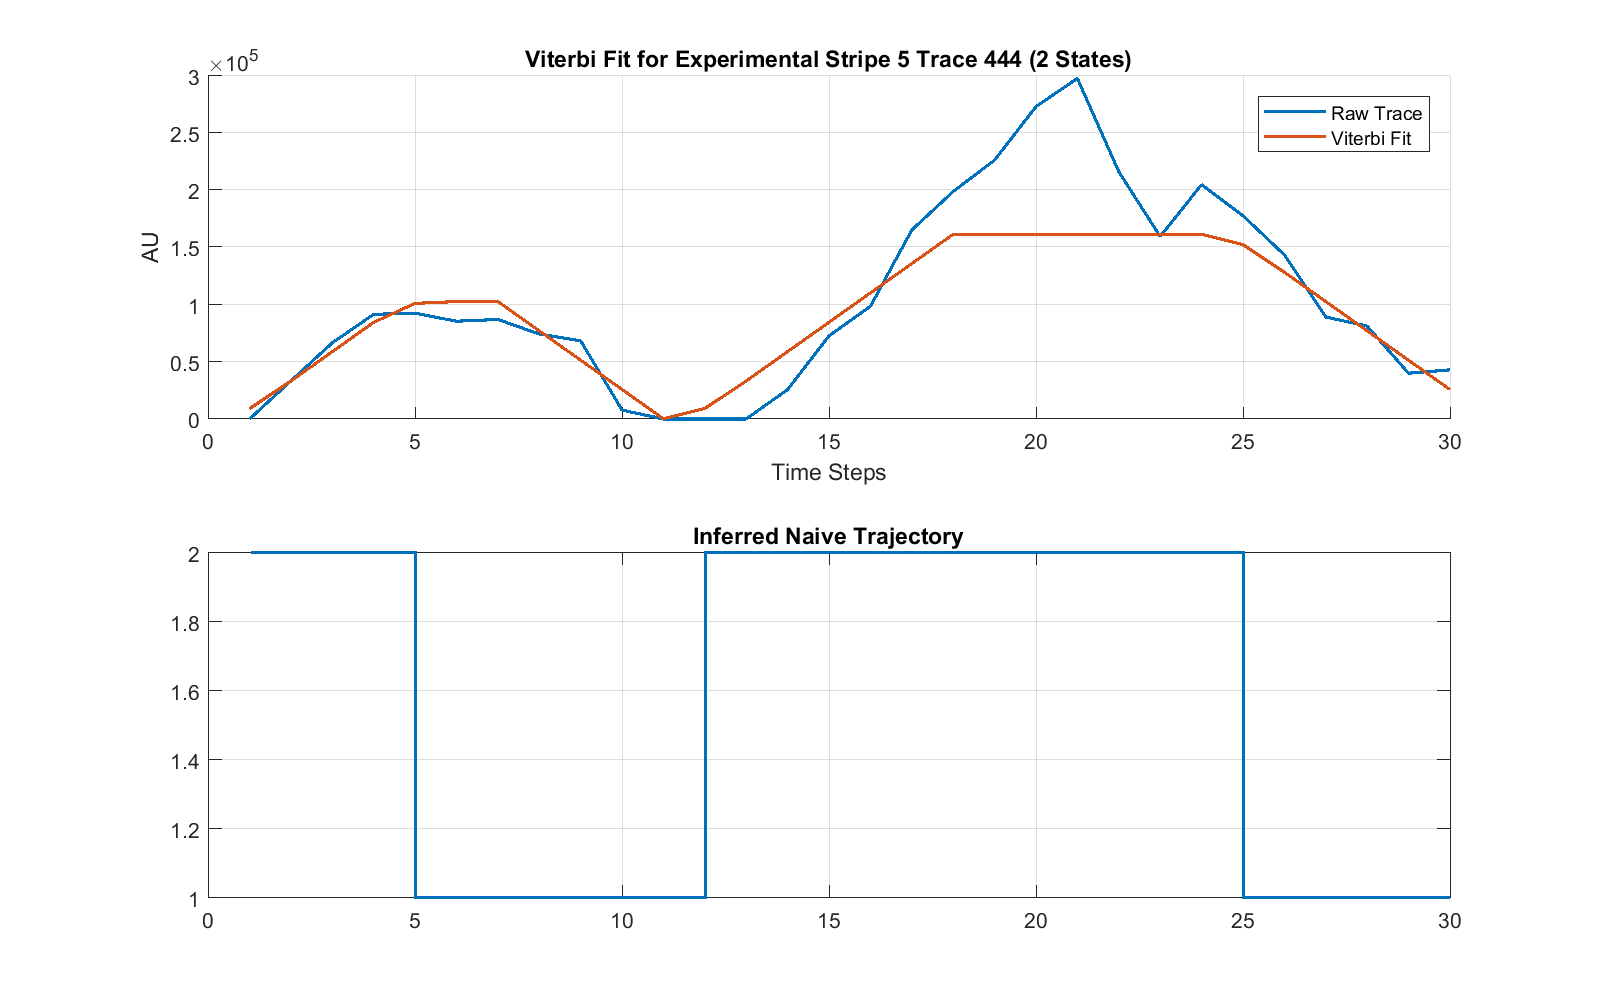 Viterbi Fit for Experimental Stripe 5 Trace 444 (2 States)
×10^5
3
2.5
2
1.5
1
0.5
0
AU
Raw Trace
Viterbi Fit
0 5 10 15 20 25 30
Time Steps
Inferred Naive Trajectory
2
1.8
1.6
1.4
1.2
1
0 5 10 15 20 25 30